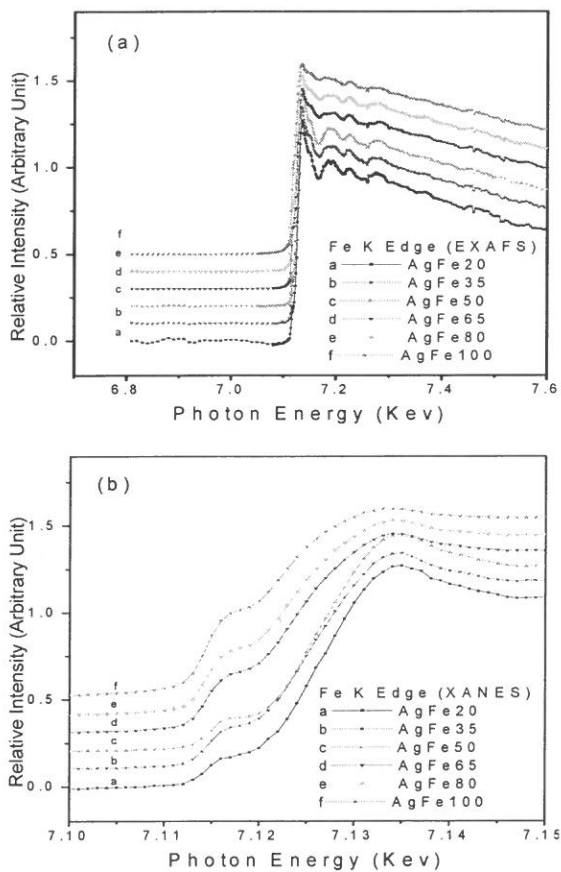 (a)
Relative Intensity (Arbitrary Unit)
1.5
1.0
0.5
0.0
f
e
d
c
b
a
Fe K Edge (EXAFS)
a AgFe20
b AgFe35
c AgFe50
d AgFe65
e AgFe80
f AgFe100
6.8 7.0 7.2 7.4 7.6
Photon Energy (Kev)
(b)
Relative Intensity (Arbitrary Unit)
1.5
1.0
0.5
0.0
f
e
d
c
b
a
Fe K Edge (XANES)
a AgFe20
b AgFe35
c AgFe50
d AgFe65
e AgFe80
f AgFe100
7.10 7.11 7.12 7.13 7.14 7.15
Photon Energy (Kev)